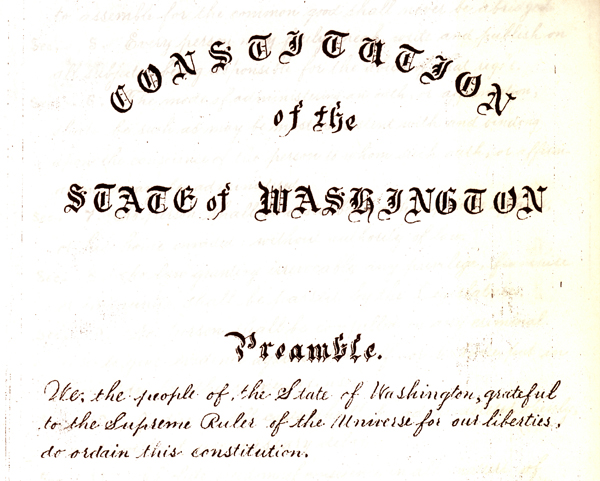 CONSTITUTION
of the
STATE of WASHINGTON
Preamble.
We, the people of, the State of Washington, grateful
to the Supreme Ruler of the Universe for our liberties,
do ordain this constitution.